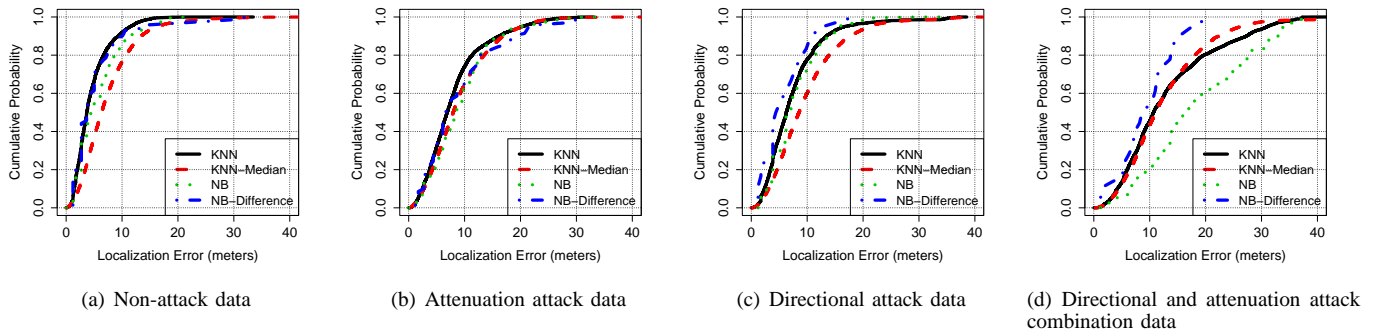 Cumulative Probability
0.0 0.2 0.4 0.6 0.8 1.0
KNN
KNN−Median
NB
NB−Difference
0 10 20 30 40
Localization Error (meters)
(a) Non-attack data
Cumulative Probability
0.0 0.2 0.4 0.6 0.8 1.0
KNN
KNN−Median
NB
NB−Difference
0 10 20 30 40
Localization Error (meters)
(b) Attenuation attack data
Cumulative Probability
0.0 0.2 0.4 0.6 0.8 1.0
KNN
KNN−Median
NB
NB−Difference
0 10 20 30 40
Localization Error (meters)
(c) Directional attack data
Cumulative Probability
0.0 0.2 0.4 0.6 0.8 1.0
KNN
KNN−Median
NB
NB−Difference
0 10 20 30 40
Localization Error (meters)
(d) Directional and attenuation attack
combination data